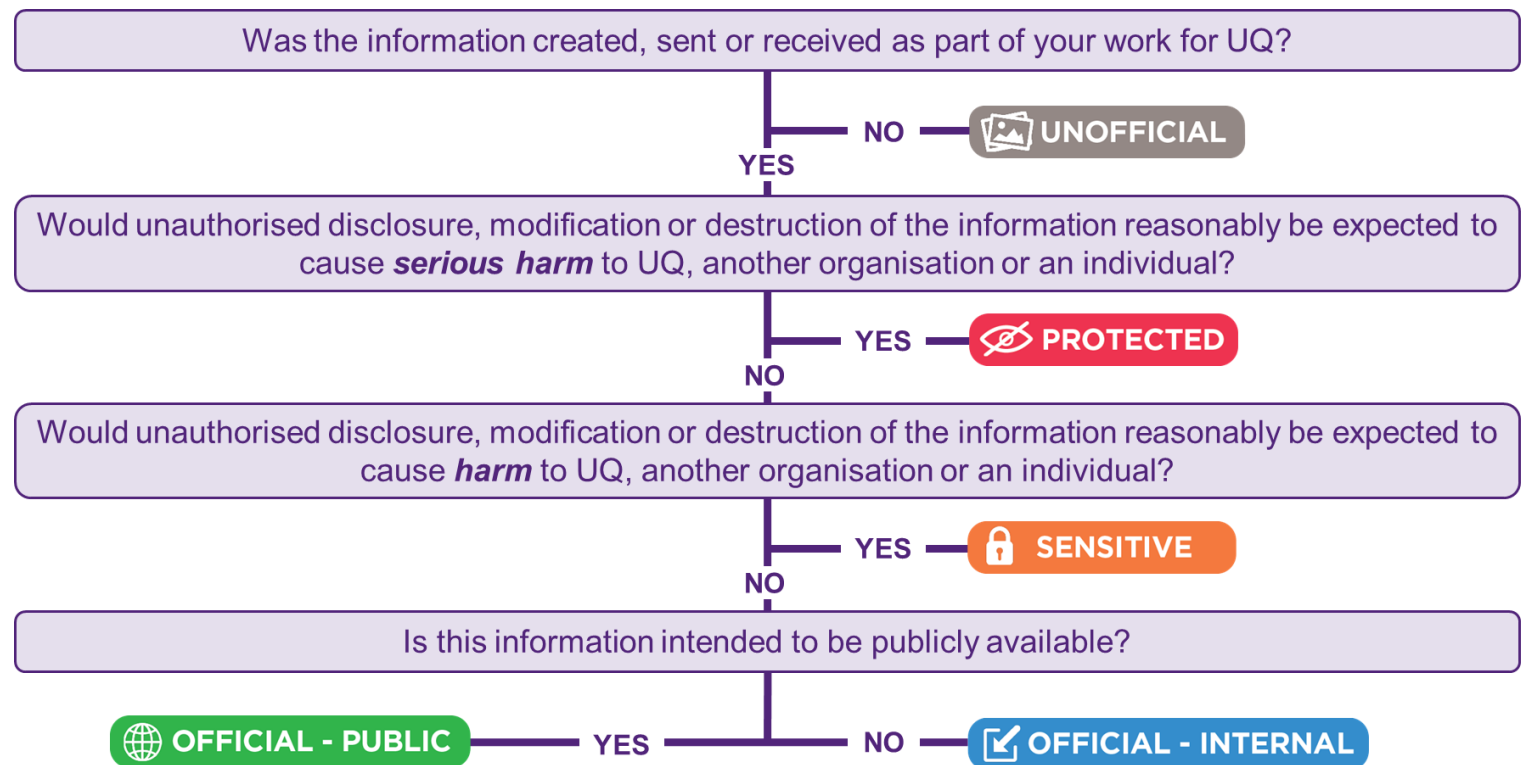 Was the information created, sent or received as part of your work for UQ?
NO
UNOFFICIAL
YES
Would unauthorised disclosure, modification or destruction of the information reasonably be expected to
cause serious harm to UQ, another organisation or an individual?
YES
PROTECTED
NO
Would unauthorised disclosure, modification or destruction of the information reasonably be expected to
cause harm to UQ, another organisation or an individual?
YES
SENSITIVE
NO
Is this information intended to be publicly available?
OFFICIAL - PUBLIC
YES
NO
OFFICIAL - INTERNAL